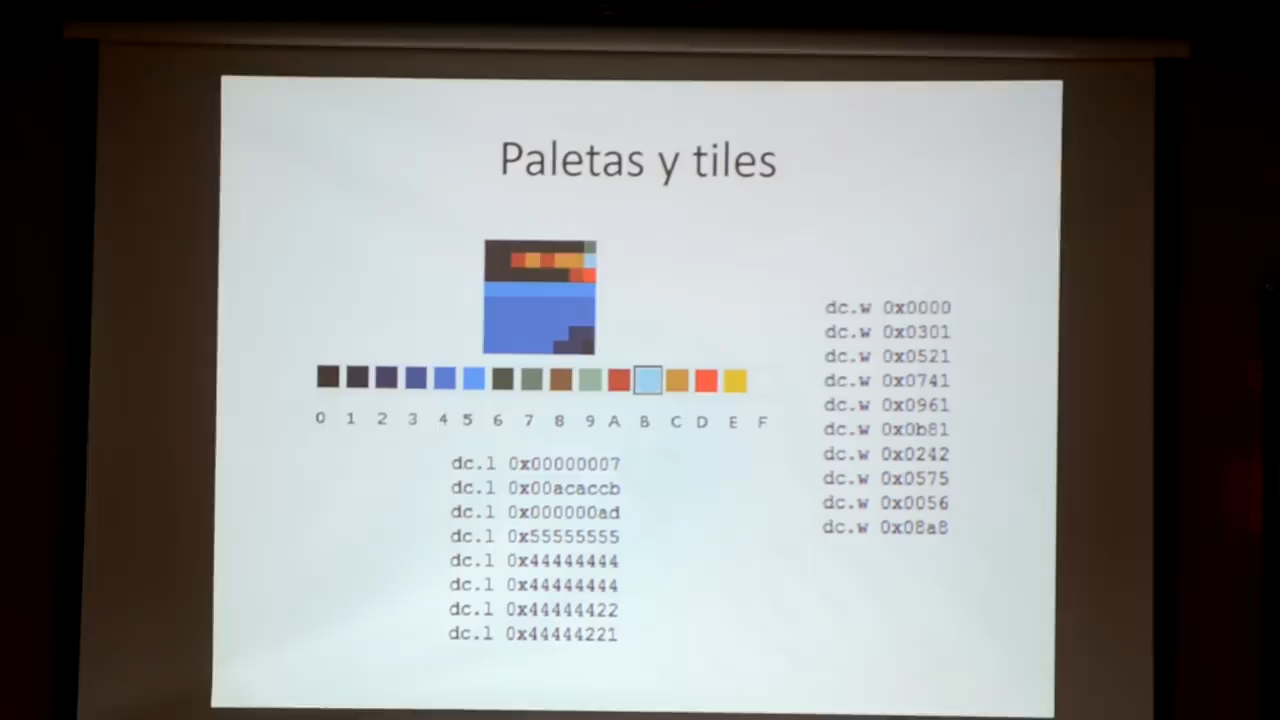 Paletas y tiles
0 1 2 3 4 5 6 7 8 9 A B C D E F
dc.l 0x00000007
dc.l 0x00acaccb
dc.l 0x000000ad
dc.l 0x55555555
dc.l 0x44444444
dc.l 0x44444444
dc.l 0x44444422
dc.l 0x44444221
dc.w 0x0000
dc.w 0x0301
dc.w 0x0521
dc.w 0x0741
dc.w 0x0961
dc.w 0x0b81
dc.w 0x0242
dc.w 0x0575
dc.w 0x0056
dc.w 0x08a8